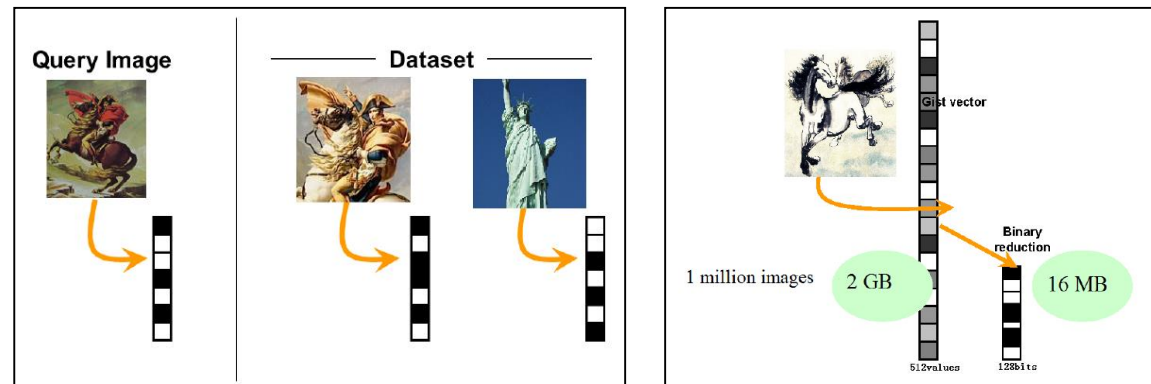 Query Image
Dataset
Gist vector
Binary
reduction
1 million images
2 GB
16 MB
512values
128bits